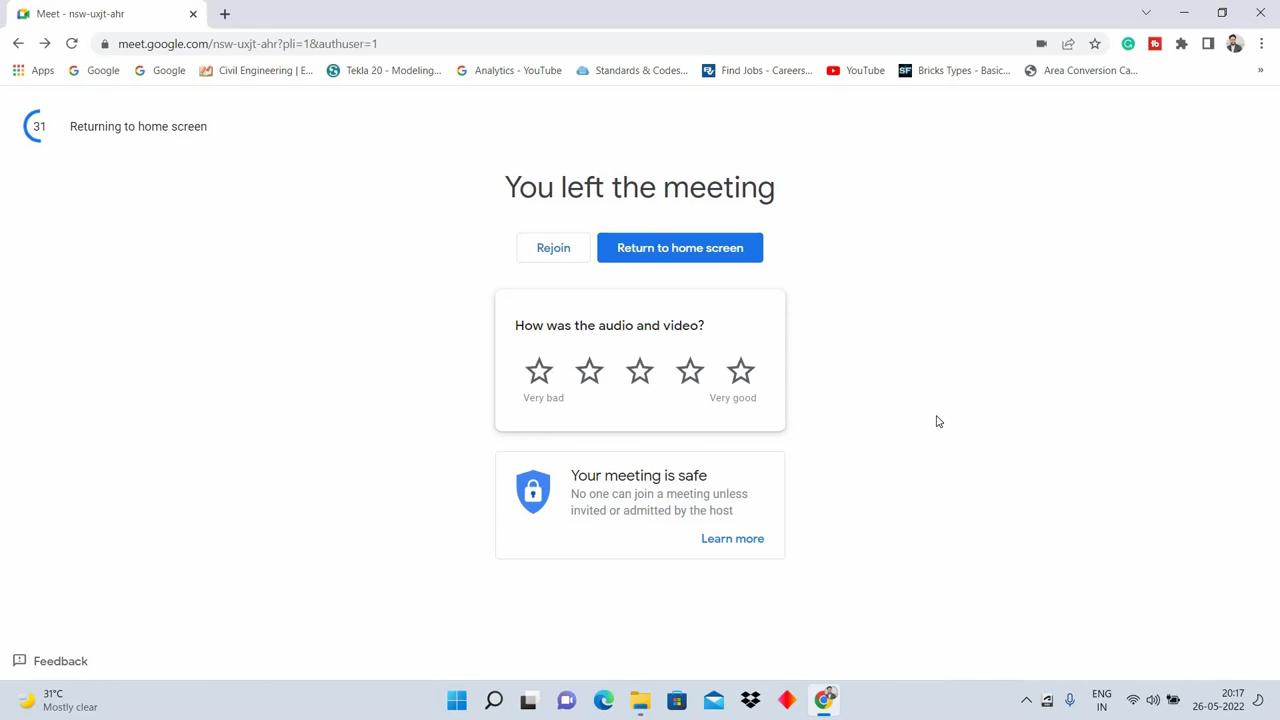 Meet - nsw-uxjt-ahr
meet.google.com/nsw-uxjt-ahr?pli=1&authuser=1
Apps
Google
Google
Civil Engineering | E...
Tekla 20 - Modeling...
Analytics - YouTube
Standards & Codes...
Find Jobs - Careers...
YouTube
SF
Bricks Types - Basic...
Area Conversion Ca...
»
31
Returning to home screen
You left the meeting
Rejoin
Return to home screen
How was the audio and video?
Very bad
Very good
Your meeting is safe
No one can join a meeting unless
invited or admitted by the host
Learn more
Feedback
31°C
Mostly clear
ENG
IN
20:17
26-05-2022